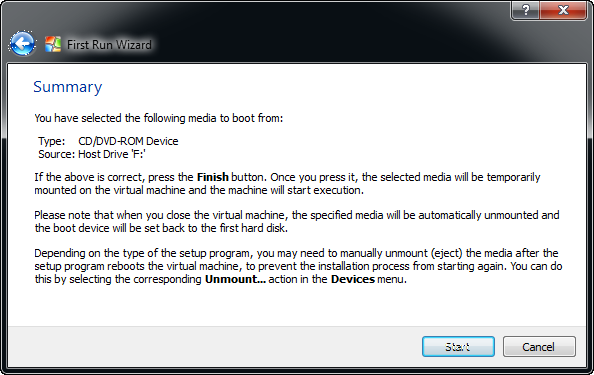 First Run Wizard
Summary
You have selected the following media to boot from:
Type: CD/DVD-ROM Device
Source: Host Drive 'F:'
If the above is correct, press the Finish button. Once you press it, the selected media will be temporarily
mounted on the virtual machine and the machine will start execution.
Please note that when you close the virtual machine, the specified media will be automatically unmounted and
the boot device will be set back to the first hard disk.
Depending on the type of the setup program, you may need to manually unmount (eject) the media after the
setup program reboots the virtual machine, to prevent the installation process from starting again. You can do
this by selecting the corresponding Unmount... action in the Devices menu.
Start
Cancel